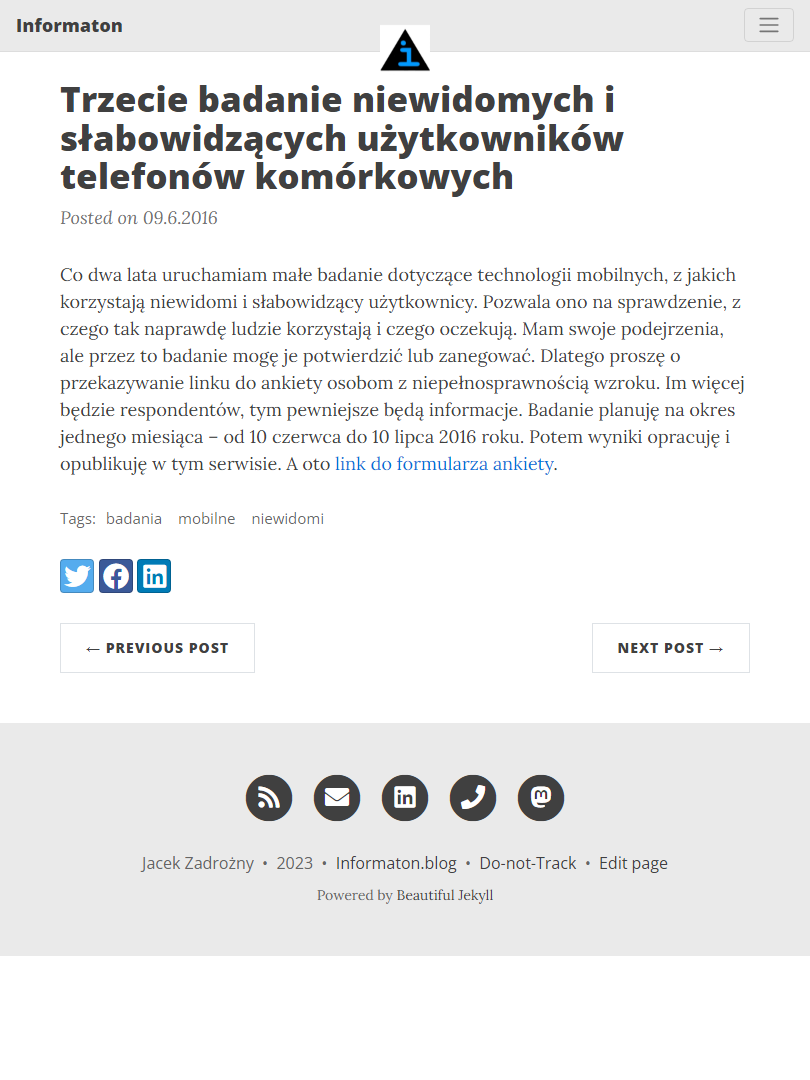 Informaton
i
Trzecie badanie niewidomych i
słabowidzących użytkowników
telefonów komórkowych
Posted on 09.6.2016
Co dwa lata uruchamiam małe badanie dotyczące technologii mobilnych, z jakich
korzystają niewidomi i słabowidzący użytkownicy. Pozwala ono na sprawdzenie, z
czego tak naprawdę ludzie korzystają i czego oczekują. Mam swoje podejrzenia,
ale przez to badanie mogę je potwierdzić lub zanegować. Dlatego proszę o
przekazywanie linku do ankiety osobom z niepełnosprawnością wzroku. Im więcej
będzie respondentów, tym pewniejsze będą informacje. Badanie planuję na okres
jednego miesiąca – od 10 czerwca do 10 lipca 2016 roku. Potem wyniki opracuję i
opublikuję w tym serwisie. A oto link do formularza ankiety.
Tags: badania mobilne niewidomi
← PREVIOUS POST
NEXT POST →
Jacek Zadrożny • 2023 • Informaton.blog • Do-not-Track • Edit page
Powered by Beautiful Jekyll